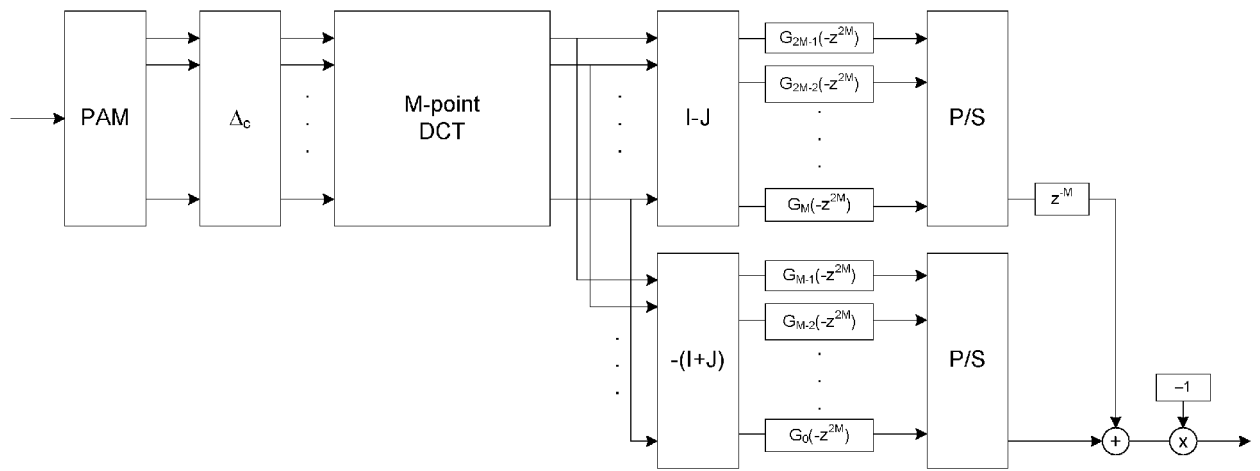 PAM
Δc
M-point
DCT
I-J
G2M-1(-z2M)
G2M-2(-z2M)
GM(-z2M)
P/S
z-M
-(I+J)
GM-1(-z2M)
GM-2(-z2M)
G0(-z2M)
P/S
–1
+
x